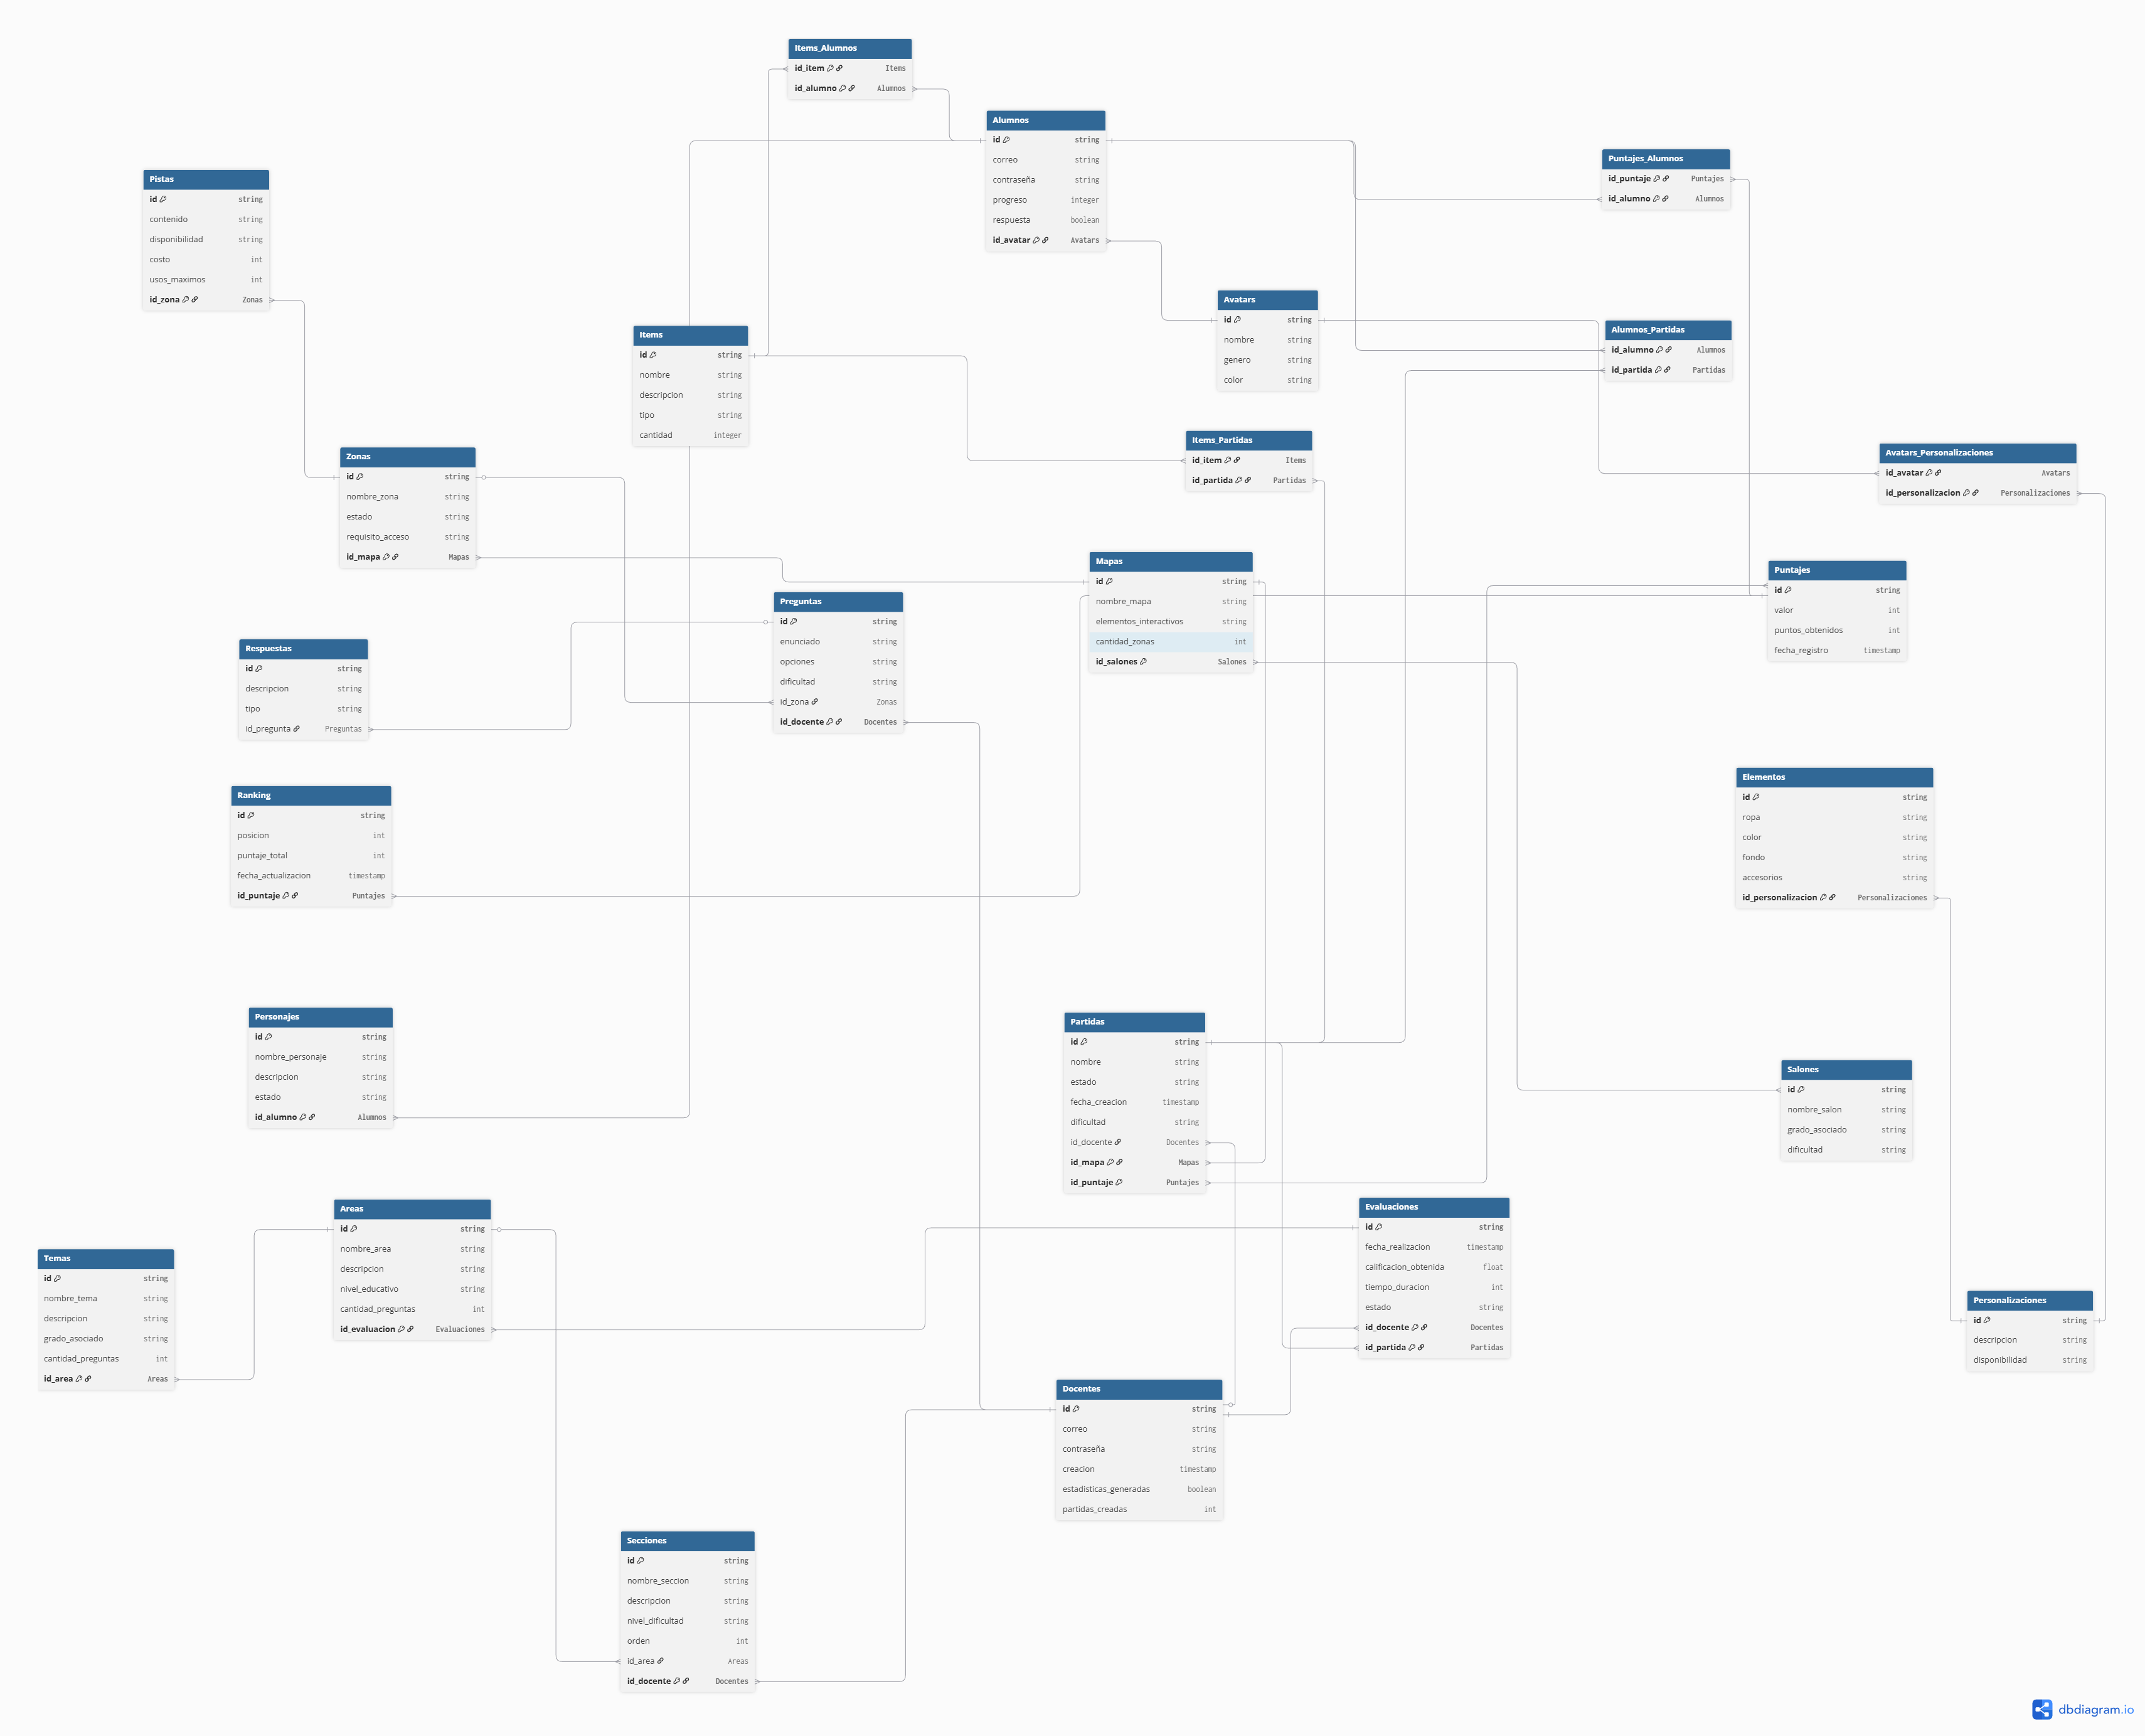 Items_Alumnos
id_item Items
id_alumno Alumnos
Alumnos
id string
correo string
contraseña string
progreso integer
respuesta boolean
id_avatar Avatars
Puntajes_Alumnos
id_puntaje Puntajes
id_alumno Alumnos
Pistas
id string
contenido string
disponibilidad string
costo int
usos_maximos int
id_zona Zonas
Avatars
id string
nombre string
genero string
color string
Alumnos_Partidas
id_alumno Alumnos
id_partida Partidas
Items
id string
nombre string
descripcion string
tipo string
cantidad integer
Items_Partidas
id_item Items
id_partida Partidas
Avatars_Personalizaciones
id_avatar Avatars
id_personalizacion Personalizaciones
Zonas
id string
nombre_zona string
estado string
requisito_acceso string
id_mapa Mapas
Mapas
id string
nombre_mapa string
elementos_interactivos string
cantidad_zonas int
id_salones Salones
Puntajes
id string
valor int
puntos_obtenidos int
fecha_registro timestamp
Preguntas
id string
enunciado string
opciones string
dificultad string
id_zona Zonas
id_docente Docentes
Respuestas
id string
descripcion string
tipo string
id_pregunta Preguntas
Elementos
id string
ropa string
color string
fondo string
accesorios string
id_personalizacion Personalizaciones
Ranking
id string
posicion int
puntaje_total int
fecha_actualizacion timestamp
id_puntaje Puntajes
Personajes
id string
nombre_personaje string
descripcion string
estado string
id_alumno Alumnos
Partidas
id string
nombre string
estado string
fecha_creacion timestamp
dificultad string
id_docente Docentes
id_mapa Mapas
id_puntaje Puntajes
Salones
id string
nombre_salon string
grado_asociado string
dificultad string
Areas
id string
nombre_area string
descripcion string
nivel_educativo string
cantidad_preguntas int
id_evaluacion Evaluaciones
Evaluaciones
id string
fecha_realizacion timestamp
calificacion_obtenida float
tiempo_duracion int
estado string
id_docente Docentes
id_partida Partidas
Temas
id string
nombre_tema string
descripcion string
grado_asociado string
cantidad_preguntas int
id_area Areas
Personalizaciones
id string
descripcion string
disponibilidad string
Docentes
id string
correo string
contraseña string
creacion timestamp
estadisticas_generadas boolean
partidas_creadas int
Secciones
id string
nombre_seccion string
descripcion string
nivel_dificultad string
orden int
id_area Areas
id_docente Docentes
dbdiagram.io